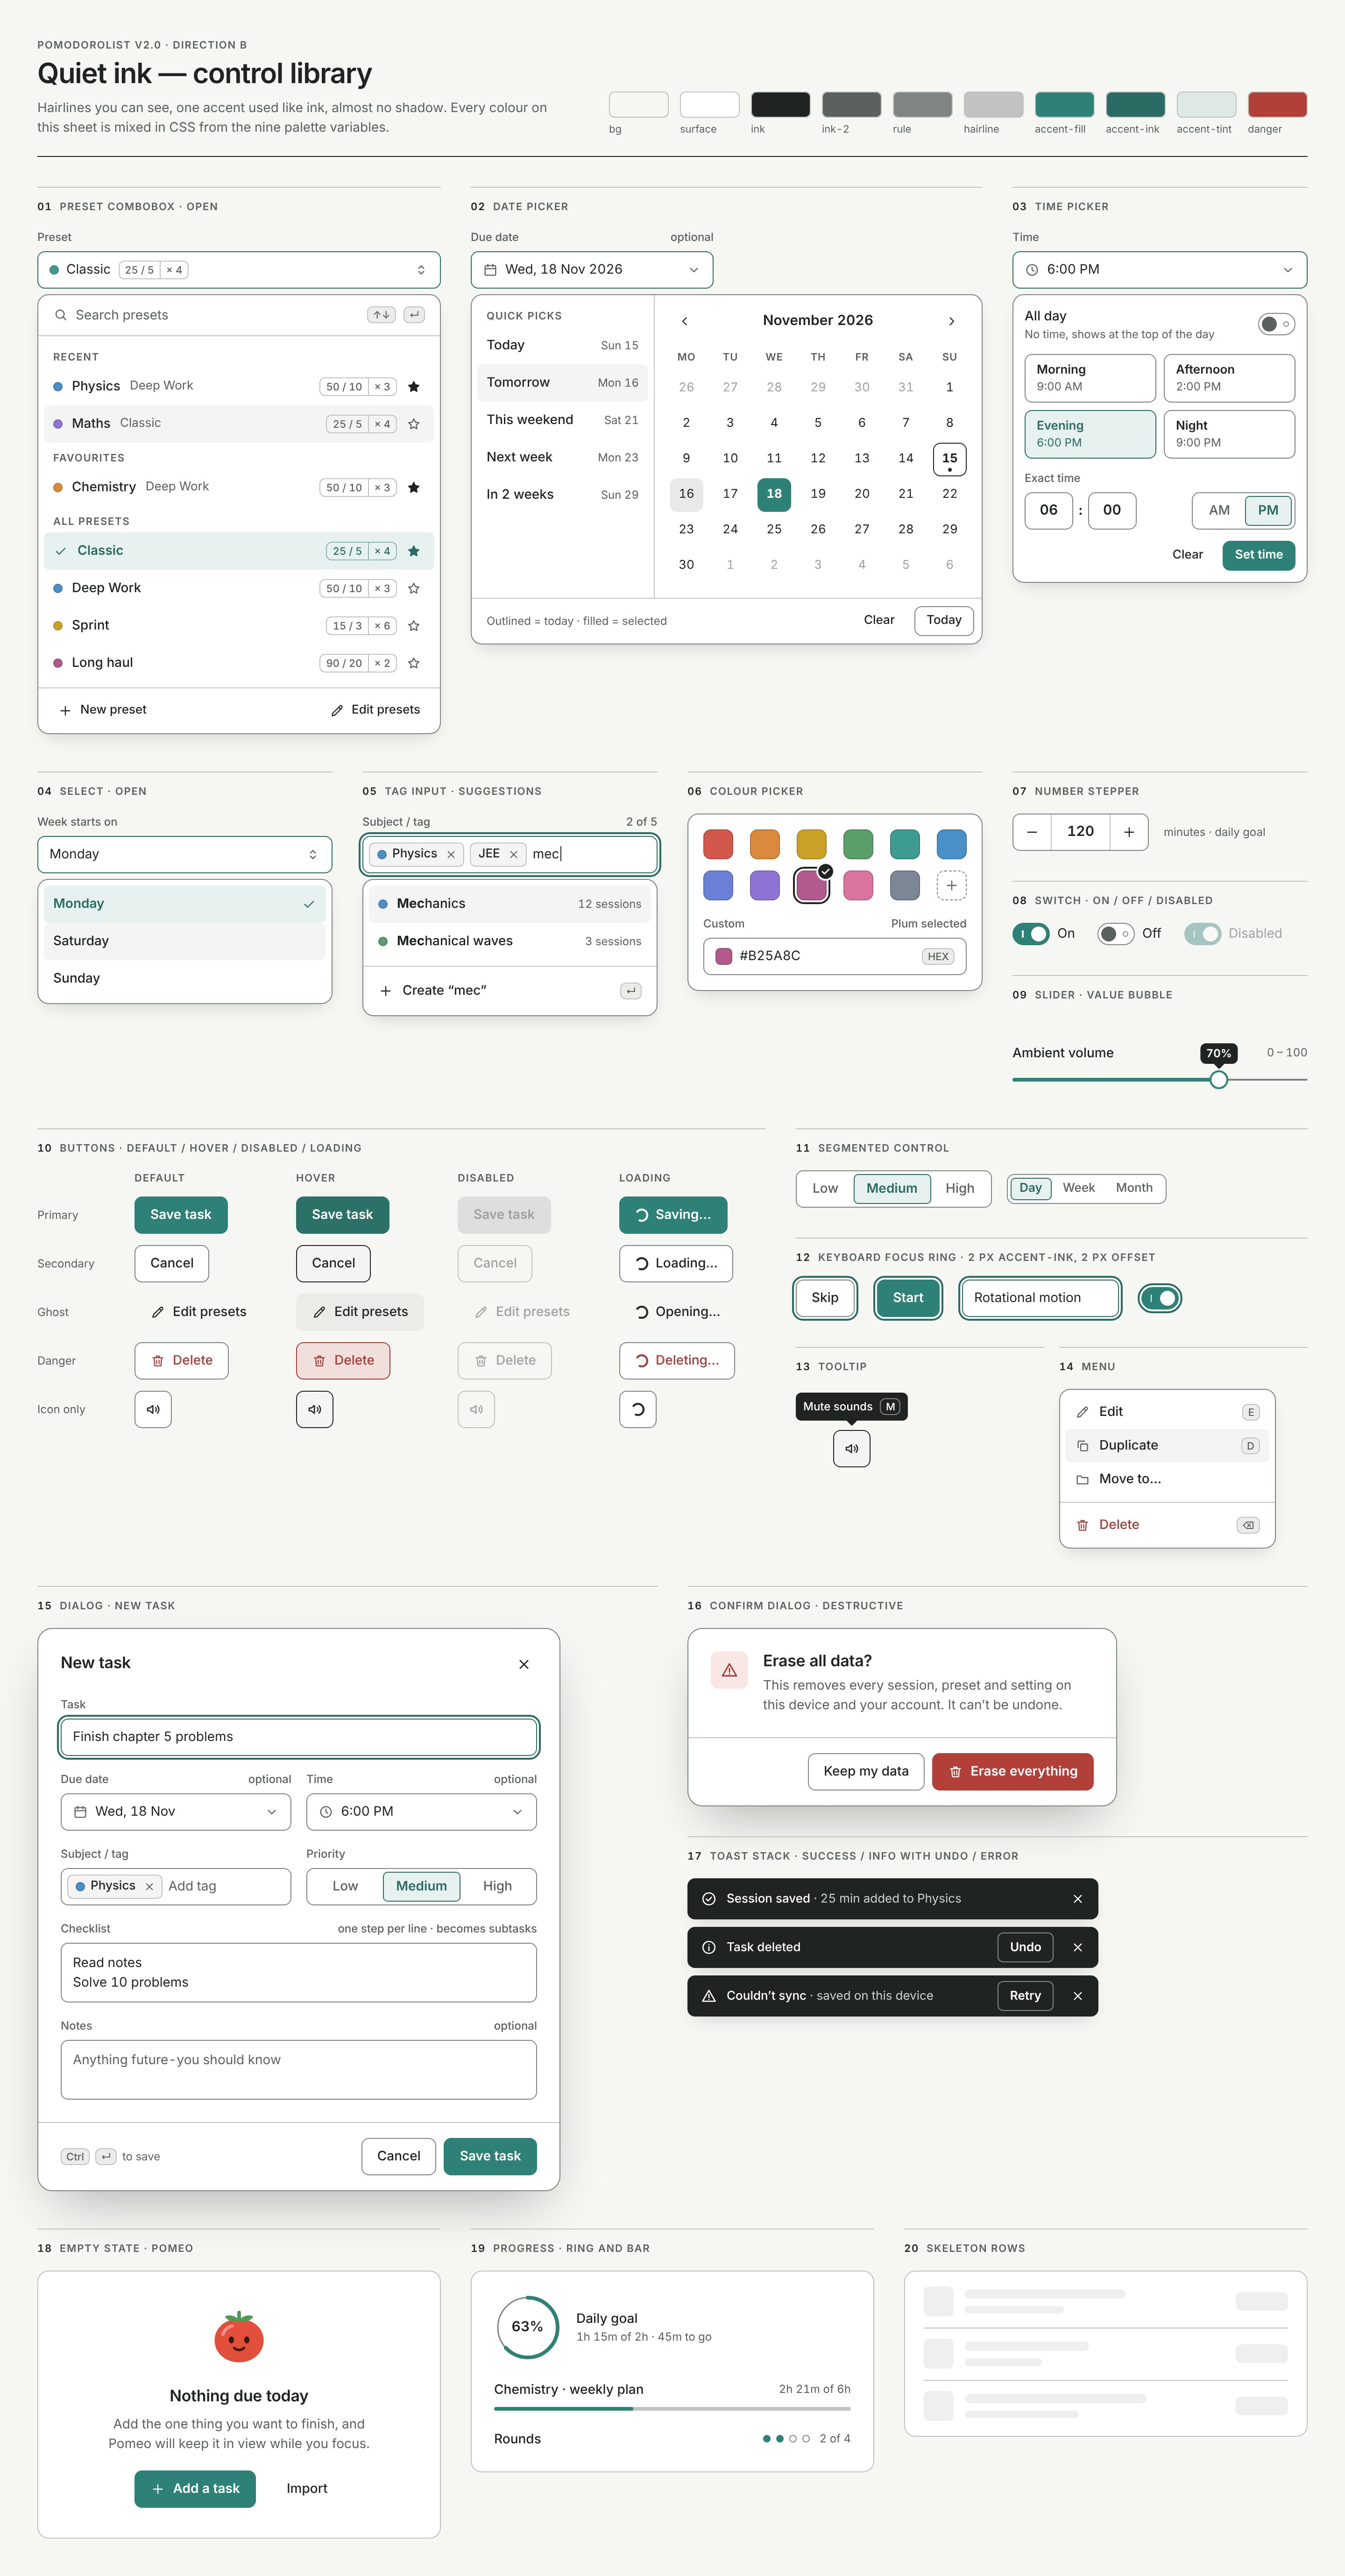 POMODOROLIST V2.0 · DIRECTION B
Quiet ink — control library
Hairlines you can see, one accent used like ink, almost no shadow. Every colour on
this sheet is mixed in CSS from the nine palette variables.
bg surface ink ink-2 rule hairline accent-fill accent-ink accent-tint danger
01 PRESET COMBOBOX · OPEN
Preset
Classic 25 / 5 × 4
Search presets ↑↓ ↵
RECENT
Physics Deep Work 50 / 10 × 3
Maths Classic 25 / 5 × 4
FAVOURITES
Chemistry Deep Work 50 / 10 × 3
ALL PRESETS
Classic 25 / 5 × 4
Deep Work 50 / 10 × 3
Sprint 15 / 3 × 6
Long haul 90 / 20 × 2
New preset Edit presets
02 DATE PICKER
Due date optional
Wed, 18 Nov 2026
QUICK PICKS
Today Sun 15
Tomorrow Mon 16
This weekend Sat 21
Next week Mon 23
In 2 weeks Sun 29
November 2026
MO TU WE TH FR SA SU
26 27 28 29 30 31 1
2 3 4 5 6 7 8
9 10 11 12 13 14 15
16 17 18 19 20 21 22
23 24 25 26 27 28 29
30 1 2 3 4 5 6
Outlined = today · filled = selected Clear Today
03 TIME PICKER
Time
6:00 PM
All day
No time, shows at the top of the day
Morning Afternoon
9:00 AM 2:00 PM
Evening Night
6:00 PM 9:00 PM
Exact time
06 : 00 AM PM
Clear Set time
04 SELECT · OPEN
Week starts on
Monday
Monday
Saturday
Sunday
05 TAG INPUT · SUGGESTIONS
Subject / tag 2 of 5
Physics × JEE × mec
Mechanics 12 sessions
Mechanical waves 3 sessions
Create “mec” ↵
06 COLOUR PICKER
Custom Plum selected
#B25A8C HEX
07 NUMBER STEPPER
− 120 + minutes · daily goal
08 SWITCH · ON / OFF / DISABLED
On Off Disabled
09 SLIDER · VALUE BUBBLE
Ambient volume 70% 0 – 100
10 BUTTONS · DEFAULT / HOVER / DISABLED / LOADING
DEFAULT HOVER DISABLED LOADING
Primary Save task Save task Save task Saving…
Secondary Cancel Cancel Cancel Loading…
Ghost Edit presets Edit presets Edit presets Opening…
Danger Delete Delete Delete Deleting…
Icon only
11 SEGMENTED CONTROL
Low Medium High Day Week Month
12 KEYBOARD FOCUS RING · 2 PX ACCENT-INK, 2 PX OFFSET
Skip Start Rotational motion
13 TOOLTIP
Mute sounds M
14 MENU
Edit E
Duplicate D
Move to…
Delete ⌫
15 DIALOG · NEW TASK
New task
Task
Finish chapter 5 problems
Due date optional Time optional
Wed, 18 Nov 6:00 PM
Subject / tag Priority
Physics × Add tag Low Medium High
Checklist one step per line · becomes subtasks
Read notes
Solve 10 problems
Notes optional
Anything future-you should know
Ctrl ↵ to save Cancel Save task
16 CONFIRM DIALOG · DESTRUCTIVE
Erase all data?
This removes every session, preset and setting on
this device and your account. It can’t be undone.
Keep my data Erase everything
17 TOAST STACK · SUCCESS / INFO WITH UNDO / ERROR
Session saved · 25 min added to Physics
Task deleted Undo
Couldn’t sync · saved on this device Retry
18 EMPTY STATE · POMEO
Nothing due today
Add the one thing you want to finish, and
Pomeo will keep it in view while you focus.
Add a task Import
19 PROGRESS · RING AND BAR
63%
Daily goal
1h 15m of 2h · 45m to go
Chemistry · weekly plan 2h 21m of 6h
Rounds 2 of 4
20 SKELETON ROWS